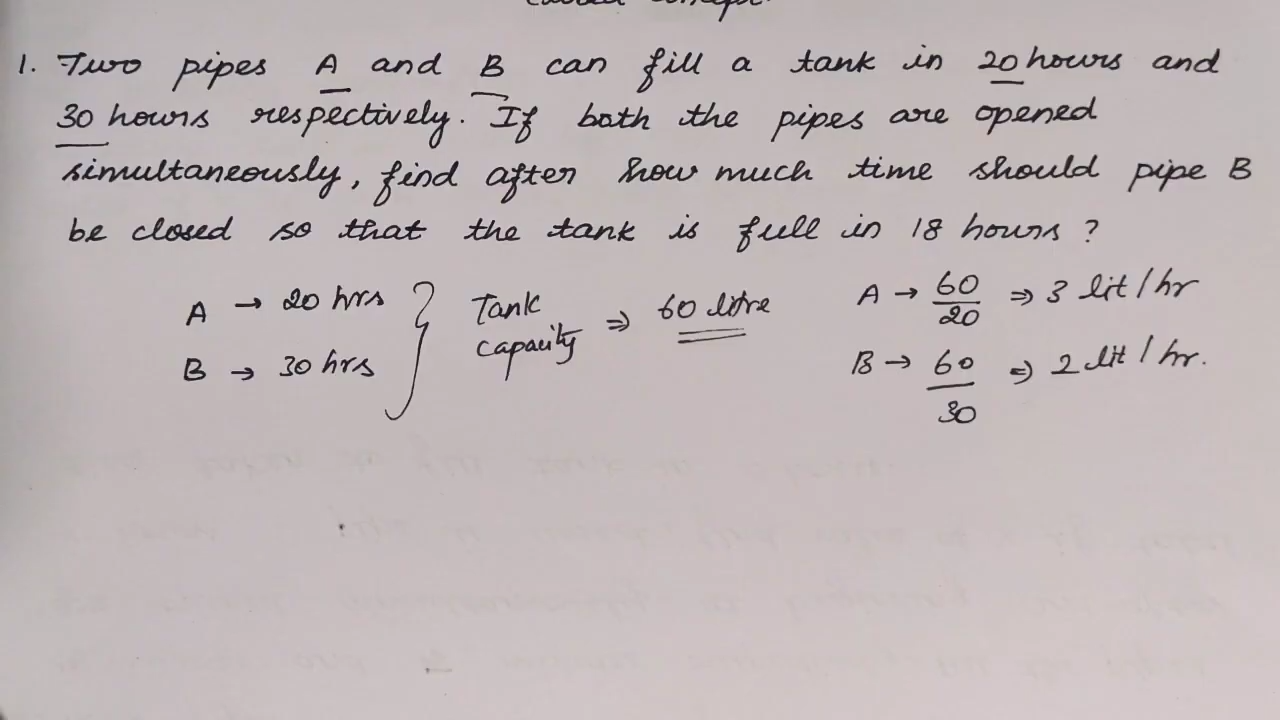 concept
1. Two pipes A and B can fill a tank in 20 hours and
30 hours respectively. If both the pipes are opened
simultaneously, find after how much time should pipe B
be closed so that the tank is full in 18 hours ?
A → 20 hrs
B → 30 hrs
} Tank capacity ⇒ 60 litre
A → 60/20 ⇒ 3 lit / hr
B → 60/30 ⇒ 2 lit / hr.